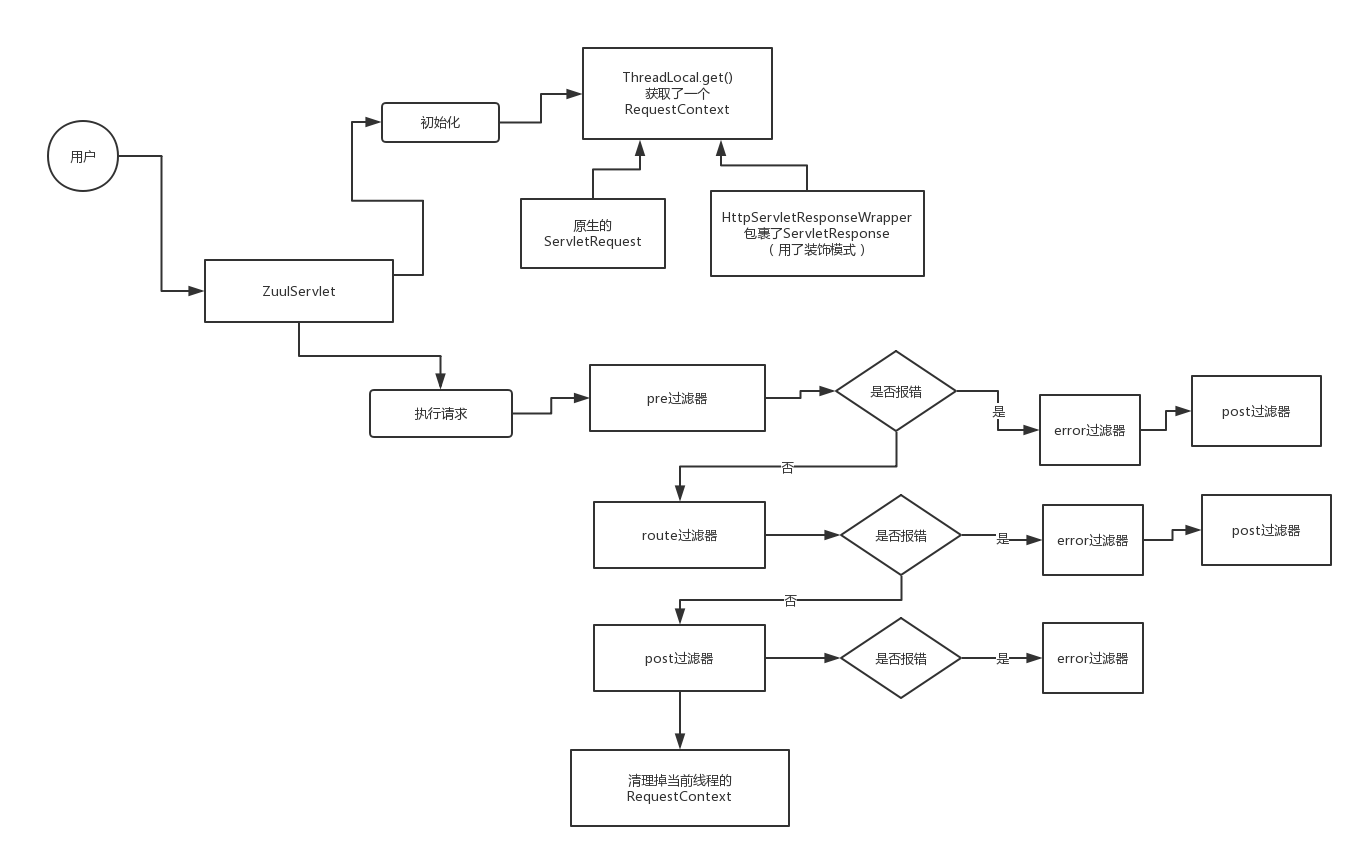 ThreadLocal.get()
获取了一个
RequestContext
初始化
用户
原生的
ServletRequest
HttpServletResponseWrapper
包裹了ServletResponse
（用了装饰模式）
ZuulServlet
执行请求
pre过滤器
是否报错
是
error过滤器
post过滤器
否
route过滤器
是否报错
是
error过滤器
post过滤器
否
post过滤器
是否报错
是
error过滤器
清理掉当前线程的
RequestContext